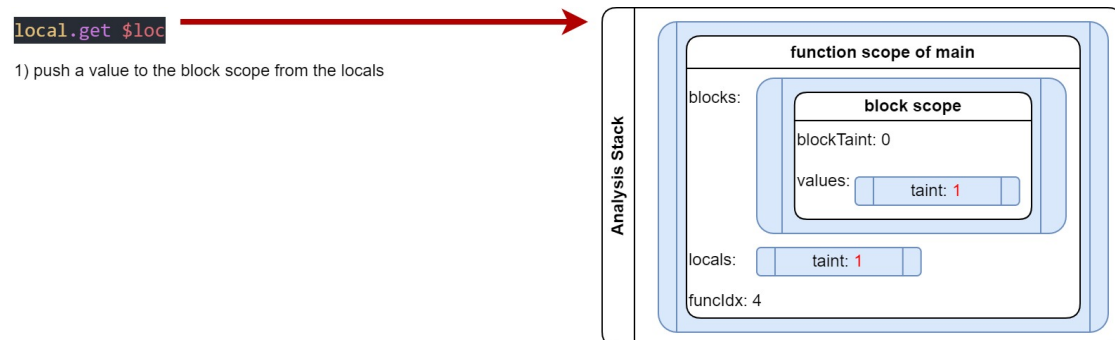 local.get $loc
1) push a value to the block scope from the locals
Analysis Stack
function scope of main
blocks:
block scope
blockTaint: 0
values:
taint: 1
locals:
taint: 1
funcIdx: 4